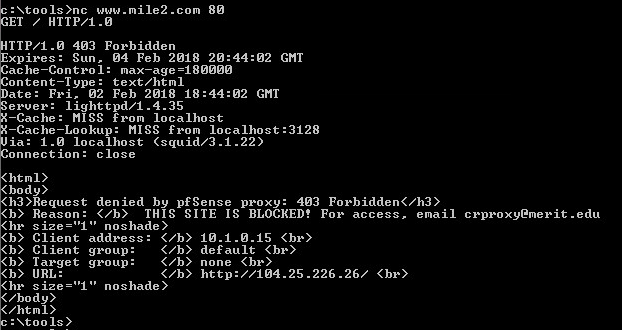 c:\tools>nc www.mile2.com 80
GET / HTTP/1.0
HTTP/1.0 403 Forbidden
Expires: Sun, 04 Feb 2018 20:44:02 GMT
Cache-Control: max-age=180000
Content-Type: text/html
Date: Fri, 02 Feb 2018 18:44:02 GMT
Server: lighttpd/1.4.35
X-Cache: MISS from localhost
X-Cache-Lookup: MISS from localhost:3128
Via: 1.0 localhost (squid/3.1.22)
Connection: close
<html>
<body>
<h3>Request denied by pfSense proxy: 403 Forbidden</h3>
<b> Reason: </b>  THIS SITE IS BLOCKED! For access, email crproxy@merit.edu
<hr size="1" noshade>
<b> Client address: </b> 10.1.0.15 <br>
<b> Client group:   </b> default <br>
<b> Target group:   </b> none <br>
<b> URL:            </b> http://104.25.226.26/ <br>
<hr size="1" noshade>
</body>
</html>
c:\tools>